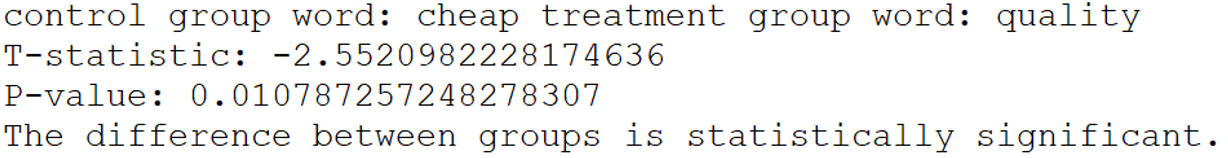 control group word: cheap treatment group word: quality
T-statistic: -2.5520982228174636
P-value: 0.010787257248278307
The difference between groups is statistically significant.